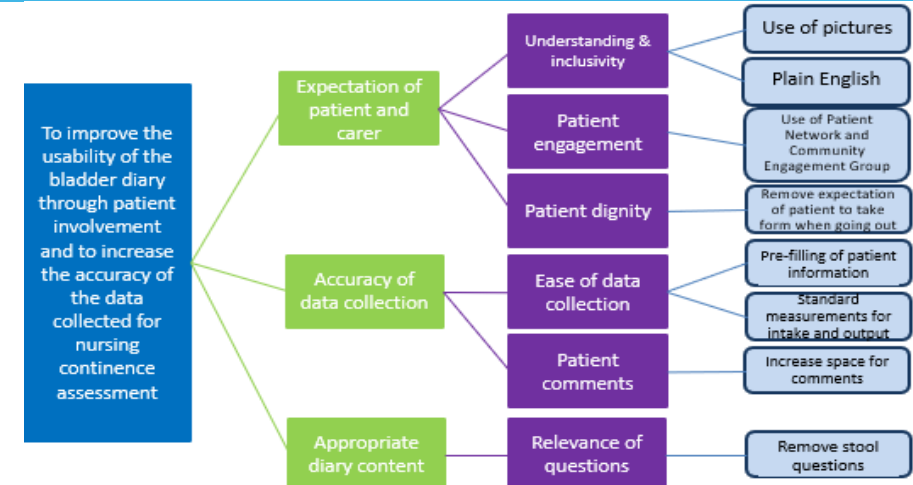 To improve the
usability of the
bladder diary
through patient
involvement
and to increase
the accuracy of
the data
collected for
nursing
continence
assessment
Expectation of
patient and
carer
Accuracy of
data collection
Appropriate
diary content
Understanding &
inclusivity
Patient
engagement
Patient dignity
Ease of data
collection
Patient
comments
Relevance of
questions
Use of pictures
Plain English
Use of Patient
Network and
Community
Engagement Group
Remove expectation
of patient to take
form when going out
Pre-filling of patient
information
Standard
measurements for
intake and output
Increase space for
comments
Remove stool
questions